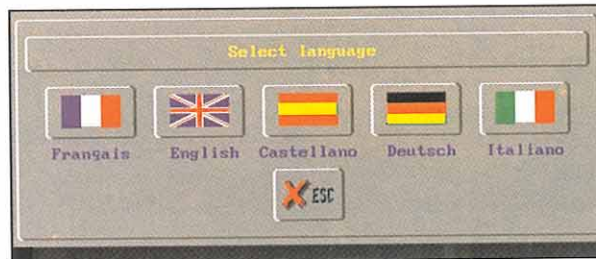 Select language
Français English Castellano Deutsch Italiano
ESC